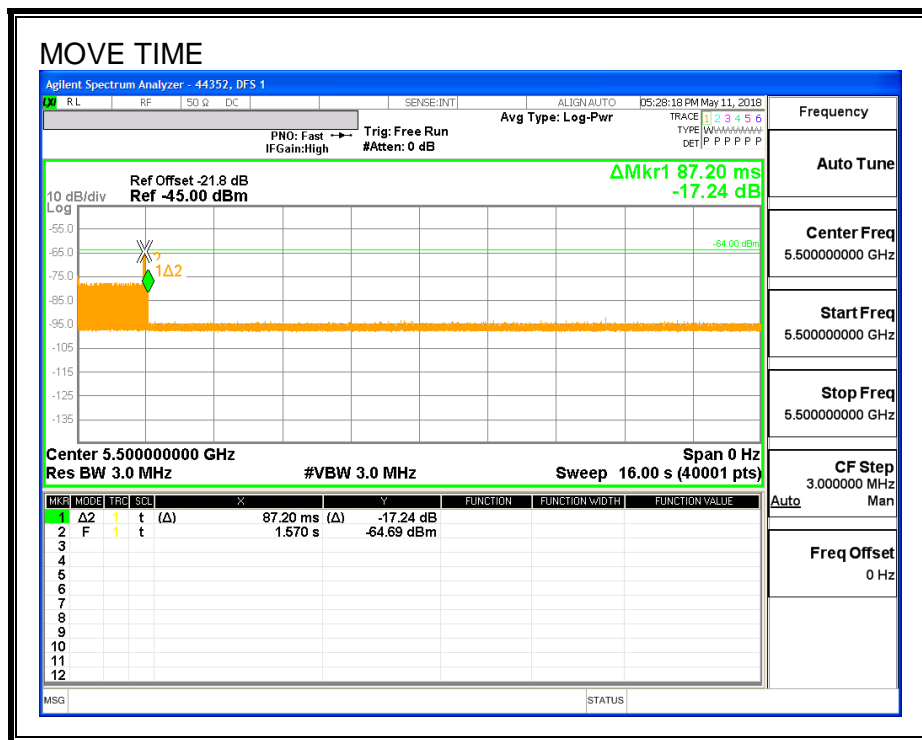 MOVE TIME
Agilent Spectrum Analyzer - 44352, DFS 1
LXI RL RF 50 Ω DC SENSE:INT ALIGN AUTO 05:28:18 PM May 11, 2018
Frequency
Avg Type: Log-Pwr TRACE 1 2 3 4 5 6
PNO: Fast Trig: Free Run TYPE W
IFGain:High #Atten: 0 dB DET P P P P P P
Auto Tune
ΔMkr1 87.20 ms
-17.24 dB
Ref Offset -21.8 dB
10 dB/div Ref -45.00 dBm
Log
-55.0
-64.00 dBm
-65.0
2
1Δ2
-75.0
-85.0
-95.0
-105
-115
-125
-135
Center Freq
5.500000000 GHz
Start Freq
5.500000000 GHz
Stop Freq
5.500000000 GHz
Center 5.500000000 GHz Span 0 Hz
Res BW 3.0 MHz #VBW 3.0 MHz Sweep 16.00 s (40001 pts)
CF Step
3.000000 MHz
Auto Man
MKR MODE TRC SCL X Y FUNCTION FUNCTION WIDTH FUNCTION VALUE
1 Δ2 1 t (Δ) 87.20 ms (Δ) -17.24 dB
2 F 1 t 1.570 s -64.69 dBm
3
4
5
6
7
8
9
10
11
12
Freq Offset
0 Hz
MSG STATUS